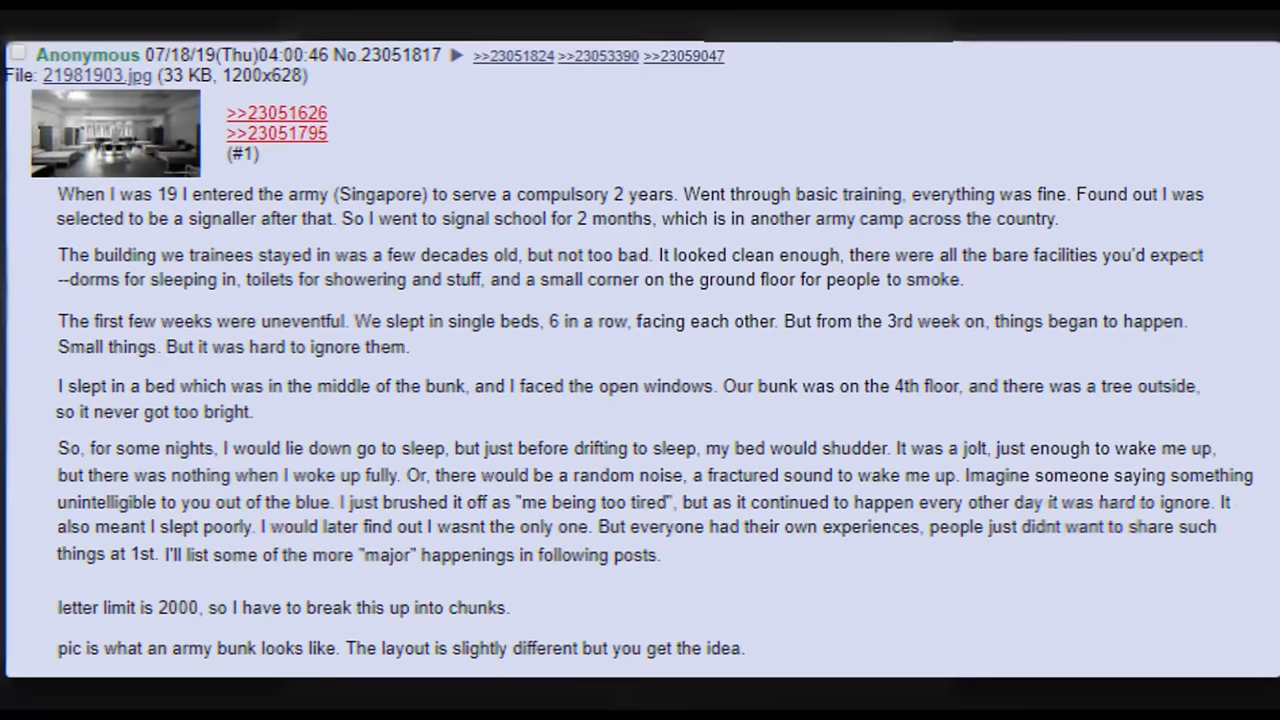 Anonymous 07/18/19(Thu)04:00:46 No.23051817 ▶ >>23051824 >>23053390 >>23059047
File: 21981903.jpg (33 KB, 1200x628)
>>23051626
>>23051795
(#1)
When I was 19 I entered the army (Singapore) to serve a compulsory 2 years. Went through basic training, everything was fine. Found out I was
selected to be a signaller after that. So I went to signal school for 2 months, which is in another army camp across the country.
The building we trainees stayed in was a few decades old, but not too bad. It looked clean enough, there were all the bare facilities you'd expect
--dorms for sleeping in, toilets for showering and stuff, and a small corner on the ground floor for people to smoke.
The first few weeks were uneventful. We slept in single beds, 6 in a row, facing each other. But from the 3rd week on, things began to happen.
Small things. But it was hard to ignore them.
I slept in a bed which was in the middle of the bunk, and I faced the open windows. Our bunk was on the 4th floor, and there was a tree outside,
so it never got too bright.
So, for some nights, I would lie down go to sleep, but just before drifting to sleep, my bed would shudder. It was a jolt, just enough to wake me up,
but there was nothing when I woke up fully. Or, there would be a random noise, a fractured sound to wake me up. Imagine someone saying something
unintelligible to you out of the blue. I just brushed it off as "me being too tired", but as it continued to happen every other day it was hard to ignore. It
also meant I slept poorly. I would later find out I wasnt the only one. But everyone had their own experiences, people just didnt want to share such
things at 1st. I'll list some of the more "major" happenings in following posts.
letter limit is 2000, so I have to break this up into chunks.
pic is what an army bunk looks like. The layout is slightly different but you get the idea.